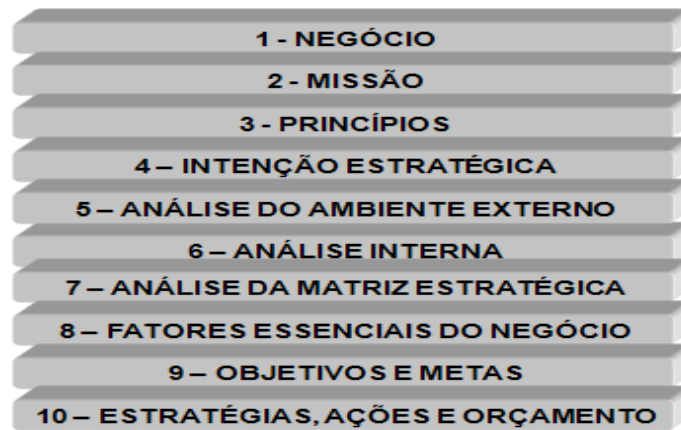 1 - NEGÓCIO
2 - MISSÃO
3 - PRINCÍPIOS
4 – INTENÇÃO ESTRATÉGICA
5 – ANÁLISE DO AMBIENTE EXTERNO
6 – ANÁLISE INTERNA
7 – ANÁLISE DA MATRIZ ESTRATÉGICA
8 – FATORES ESSENCIAIS DO NEGÓCIO
9 – OBJETIVOS E METAS
10 – ESTRATÉGIAS, AÇÕES E ORÇAMENTO